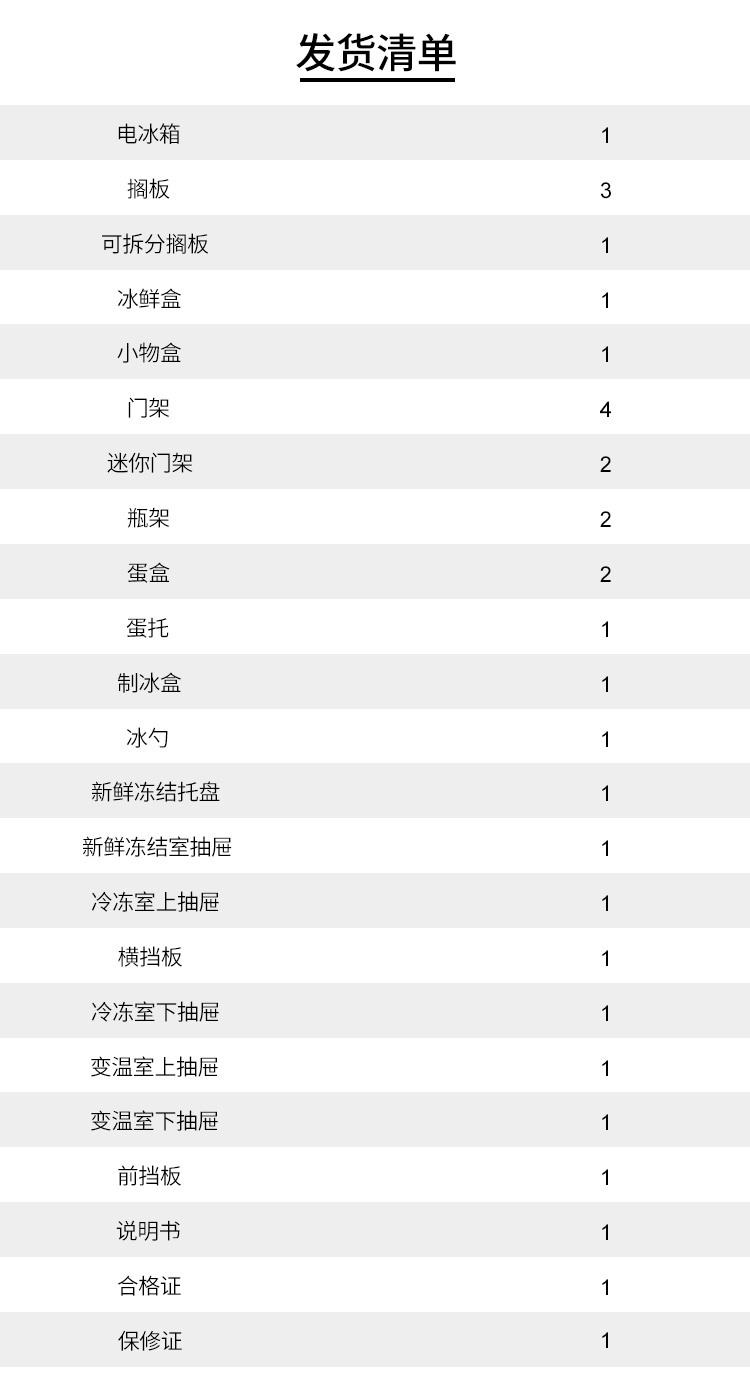 发货清单
电冰箱 1
搁板 3
可拆分搁板 1
冰鲜盒 1
小物盒 1
门架 4
迷你门架 2
瓶架 2
蛋盒 2
蛋托 1
制冰盒 1
冰勺 1
新鲜冻结托盘 1
新鲜冻结室抽屉 1
冷冻室上抽屉 1
横挡板 1
冷冻室下抽屉 1
变温室上抽屉 1
变温室下抽屉 1
前挡板 1
说明书 1
合格证 1
保修证 1